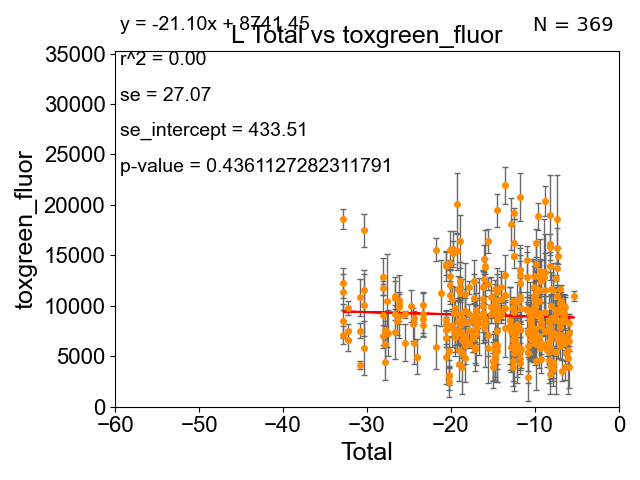 y = -21.10x + 8741.45
N = 369
L Total vs toxgreen_fluor
r^2 = 0.00
se = 27.07
se_intercept = 433.51
p-value = 0.4361127282311791
toxgreen_fluor
35000
30000
25000
20000
15000
10000
5000
0
−60 −50 −40 −30 −20 −10 0
Total